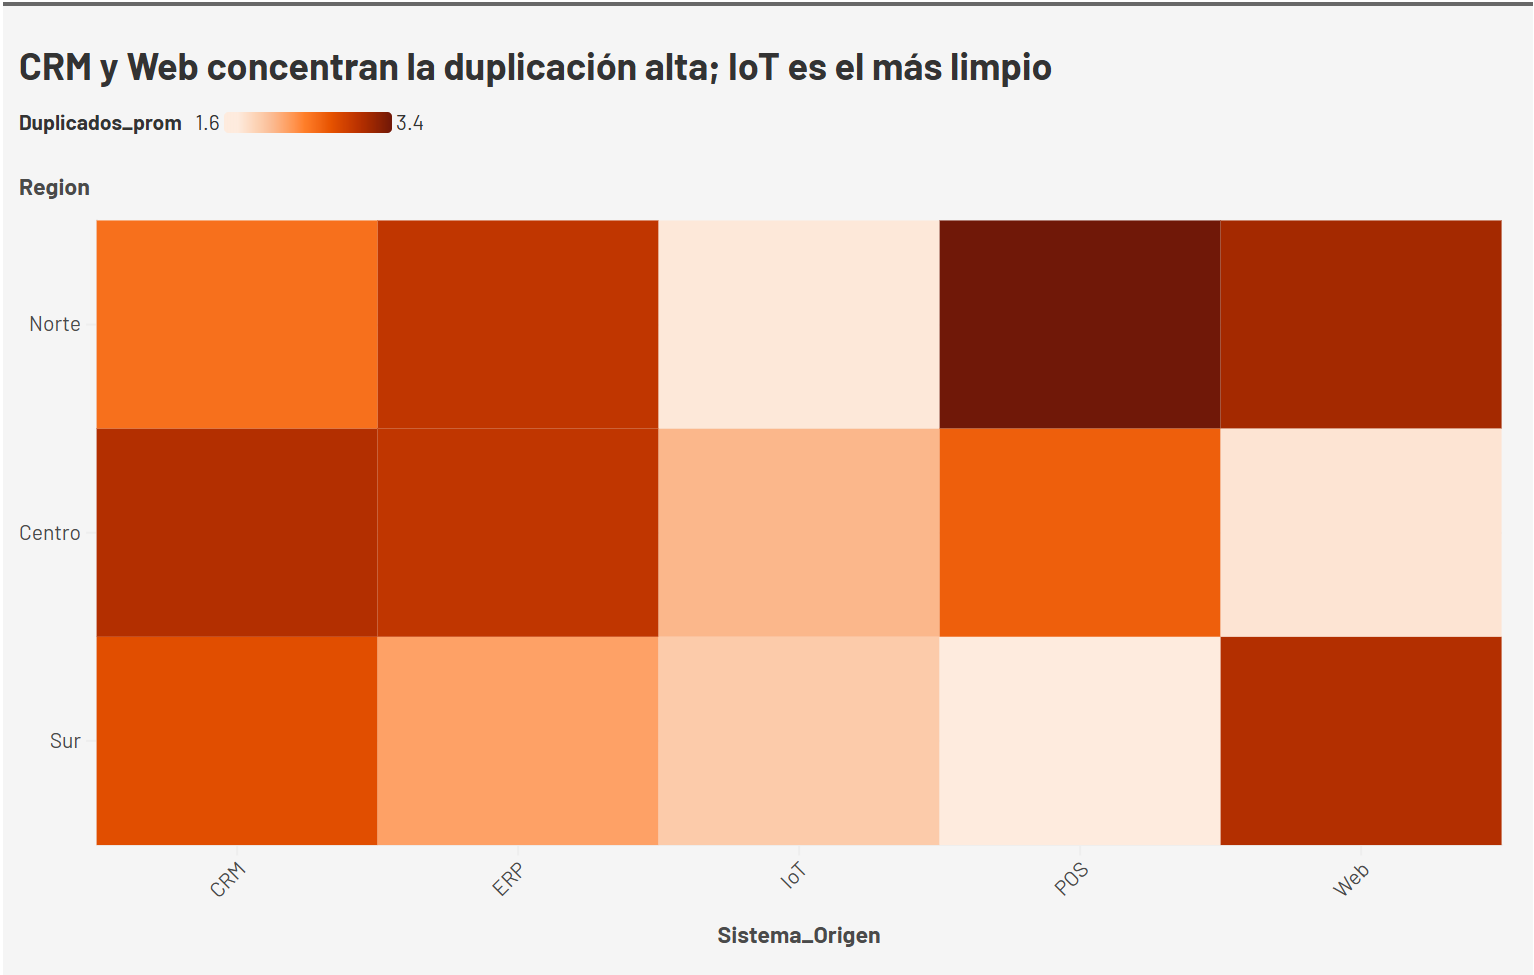 CRM y Web concentran la duplicación alta; IoT es el más limpio
Duplicados_prom 1.6 3.4
Region
Norte
Centro
Sur
CRM ERP IoT POS Web
Sistema_Origen